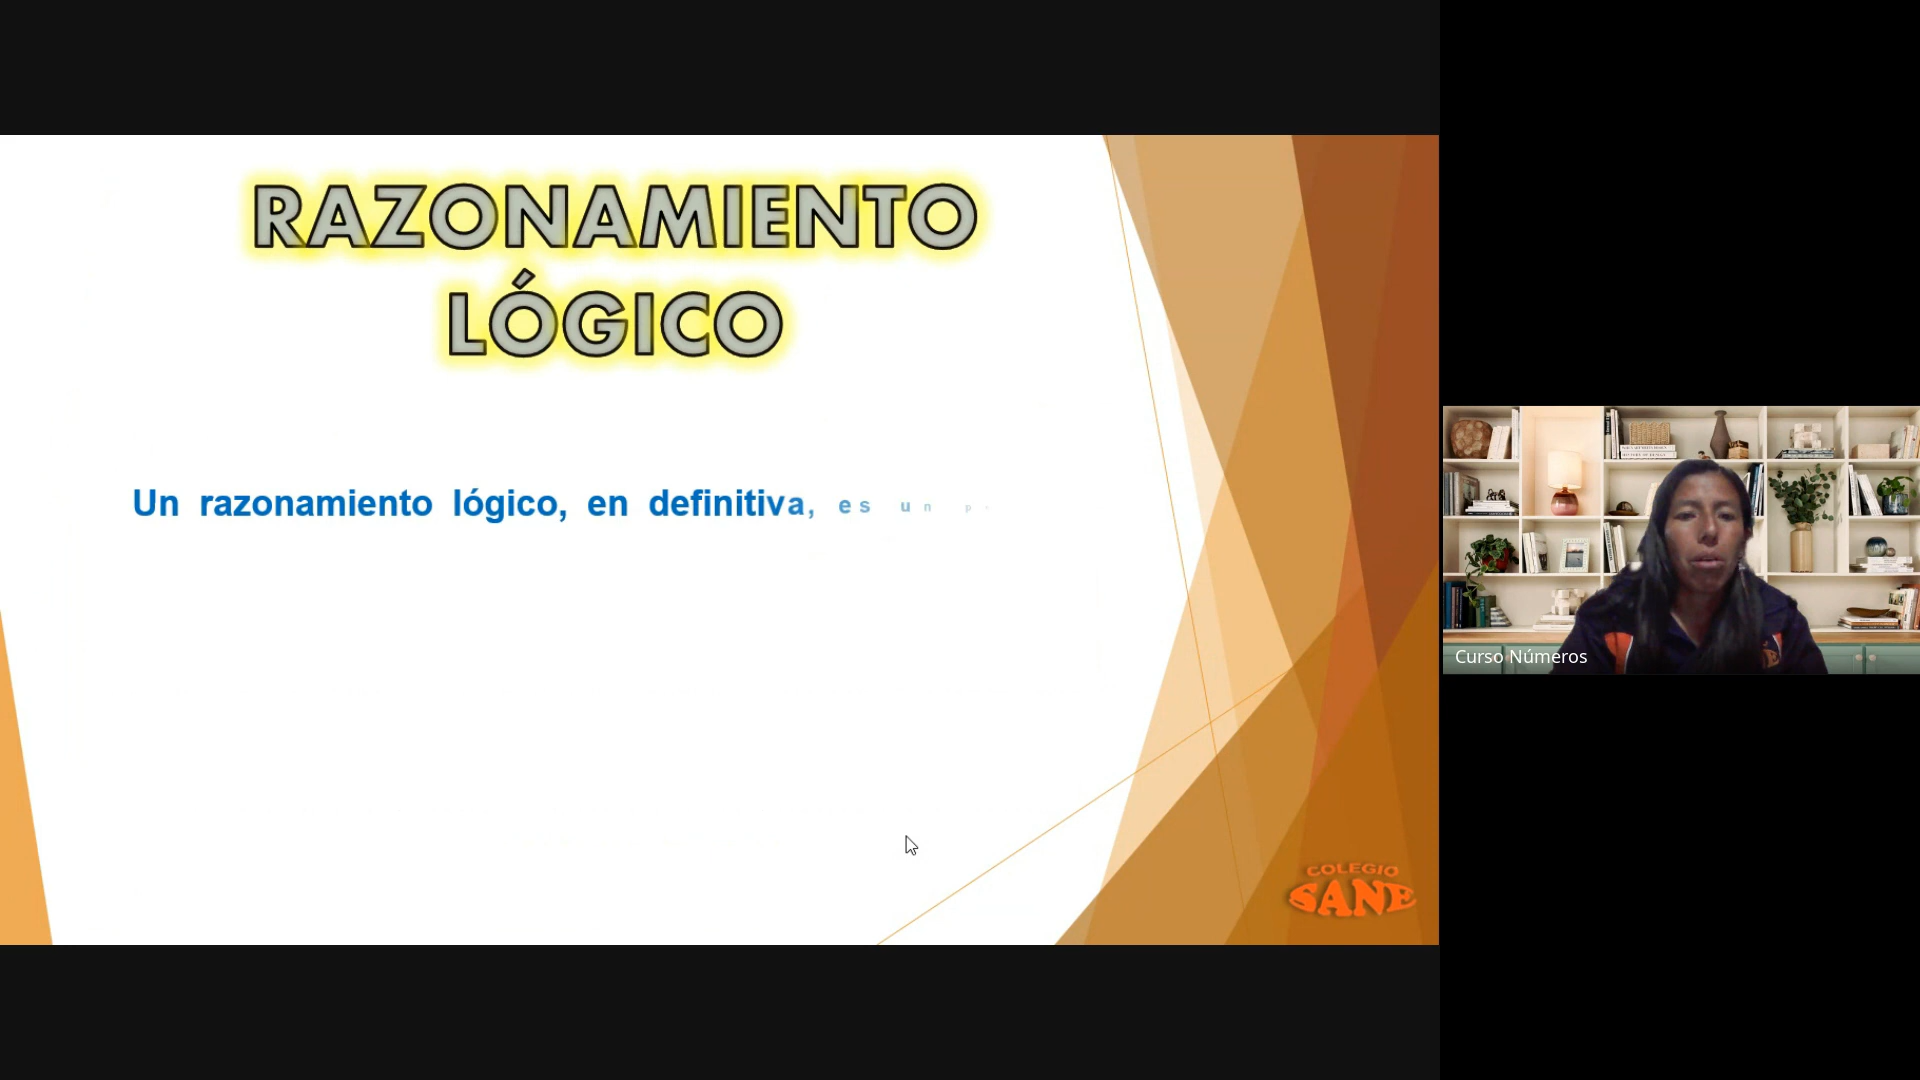 RAZONAMIENTO
LÓGICO
Un razonamiento lógico, en definitiva, es un p
COLEGIO
SANE
Curso Números